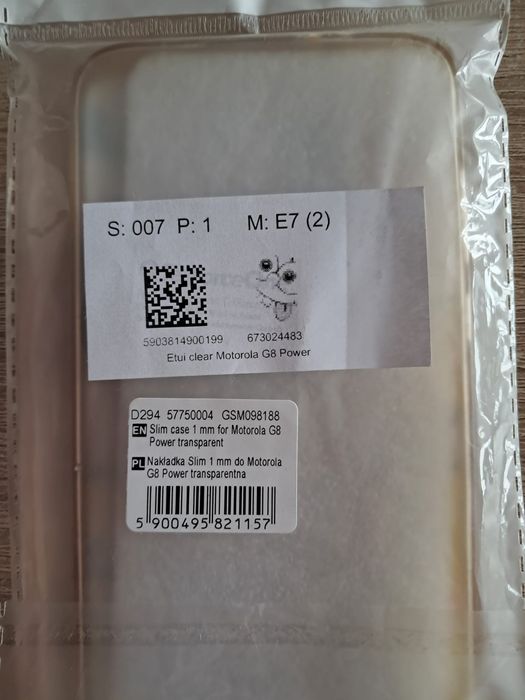 S: 007 P: 1 M: E7 (2)
5903814900199 673024483
Etui clear Motorola G8 Power
D294 57750004 GSM098188
EN Slim case 1 mm for Motorola G8
Power transparent
PL Nakładka Slim 1 mm do Motorola
G8 Power transparentna
5 900495 821157